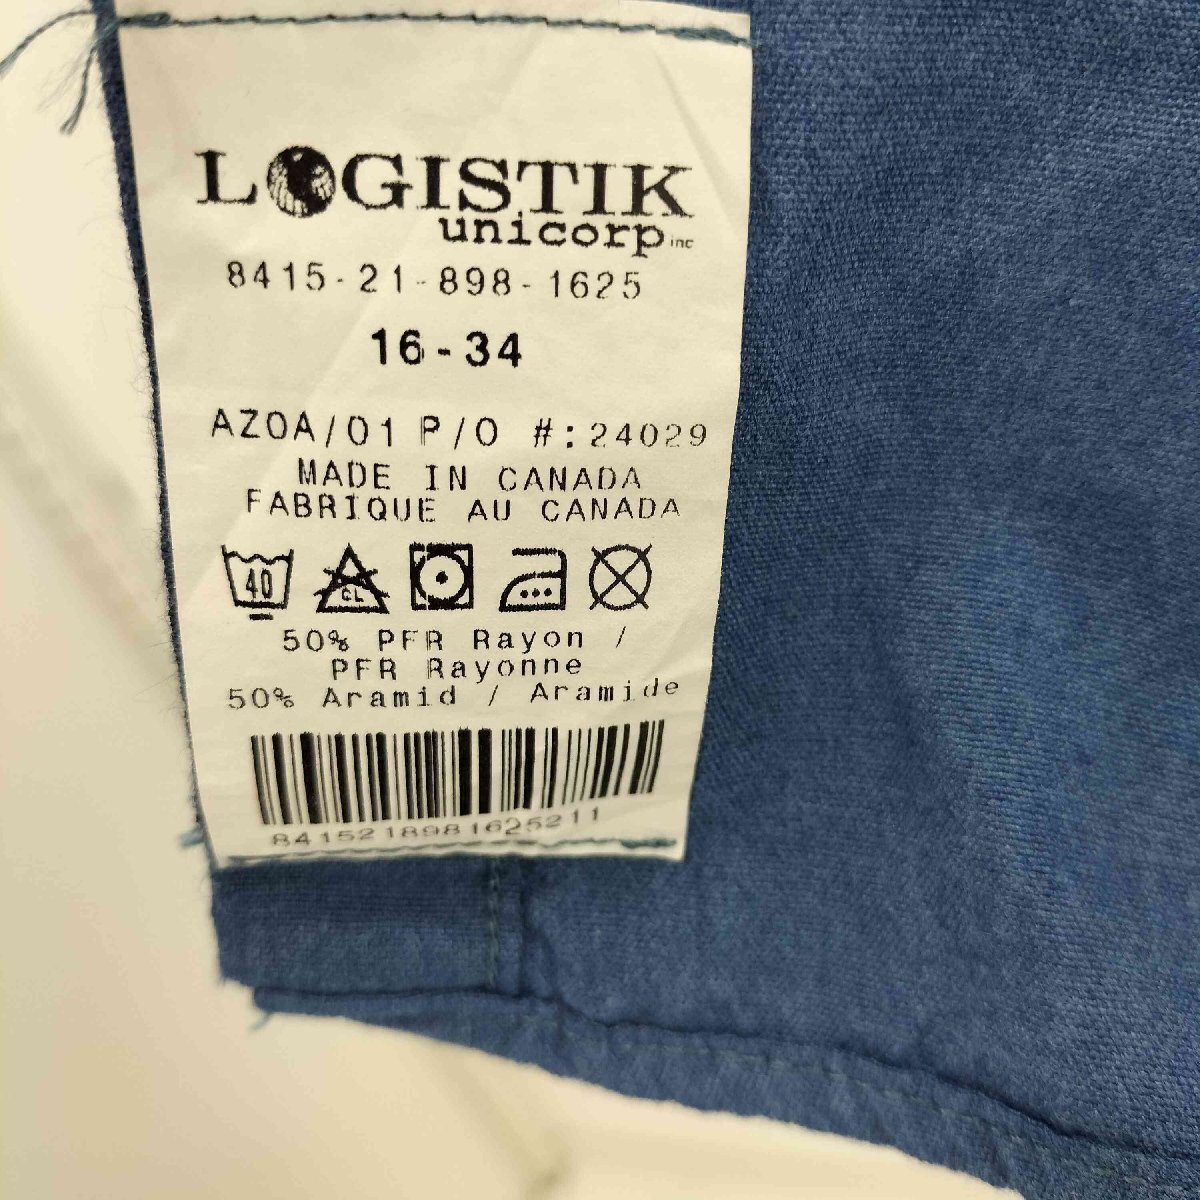 LOGISTIK
unicorp inc
8415-21-898-1625
16-34
AZOA/01 P/O #:24029
MADE IN CANADA
FABRIQUE AU CANADA
40 CL
50% PFR Rayon /
PFR Rayonne
50% Aramid / Aramide
8415218981625211